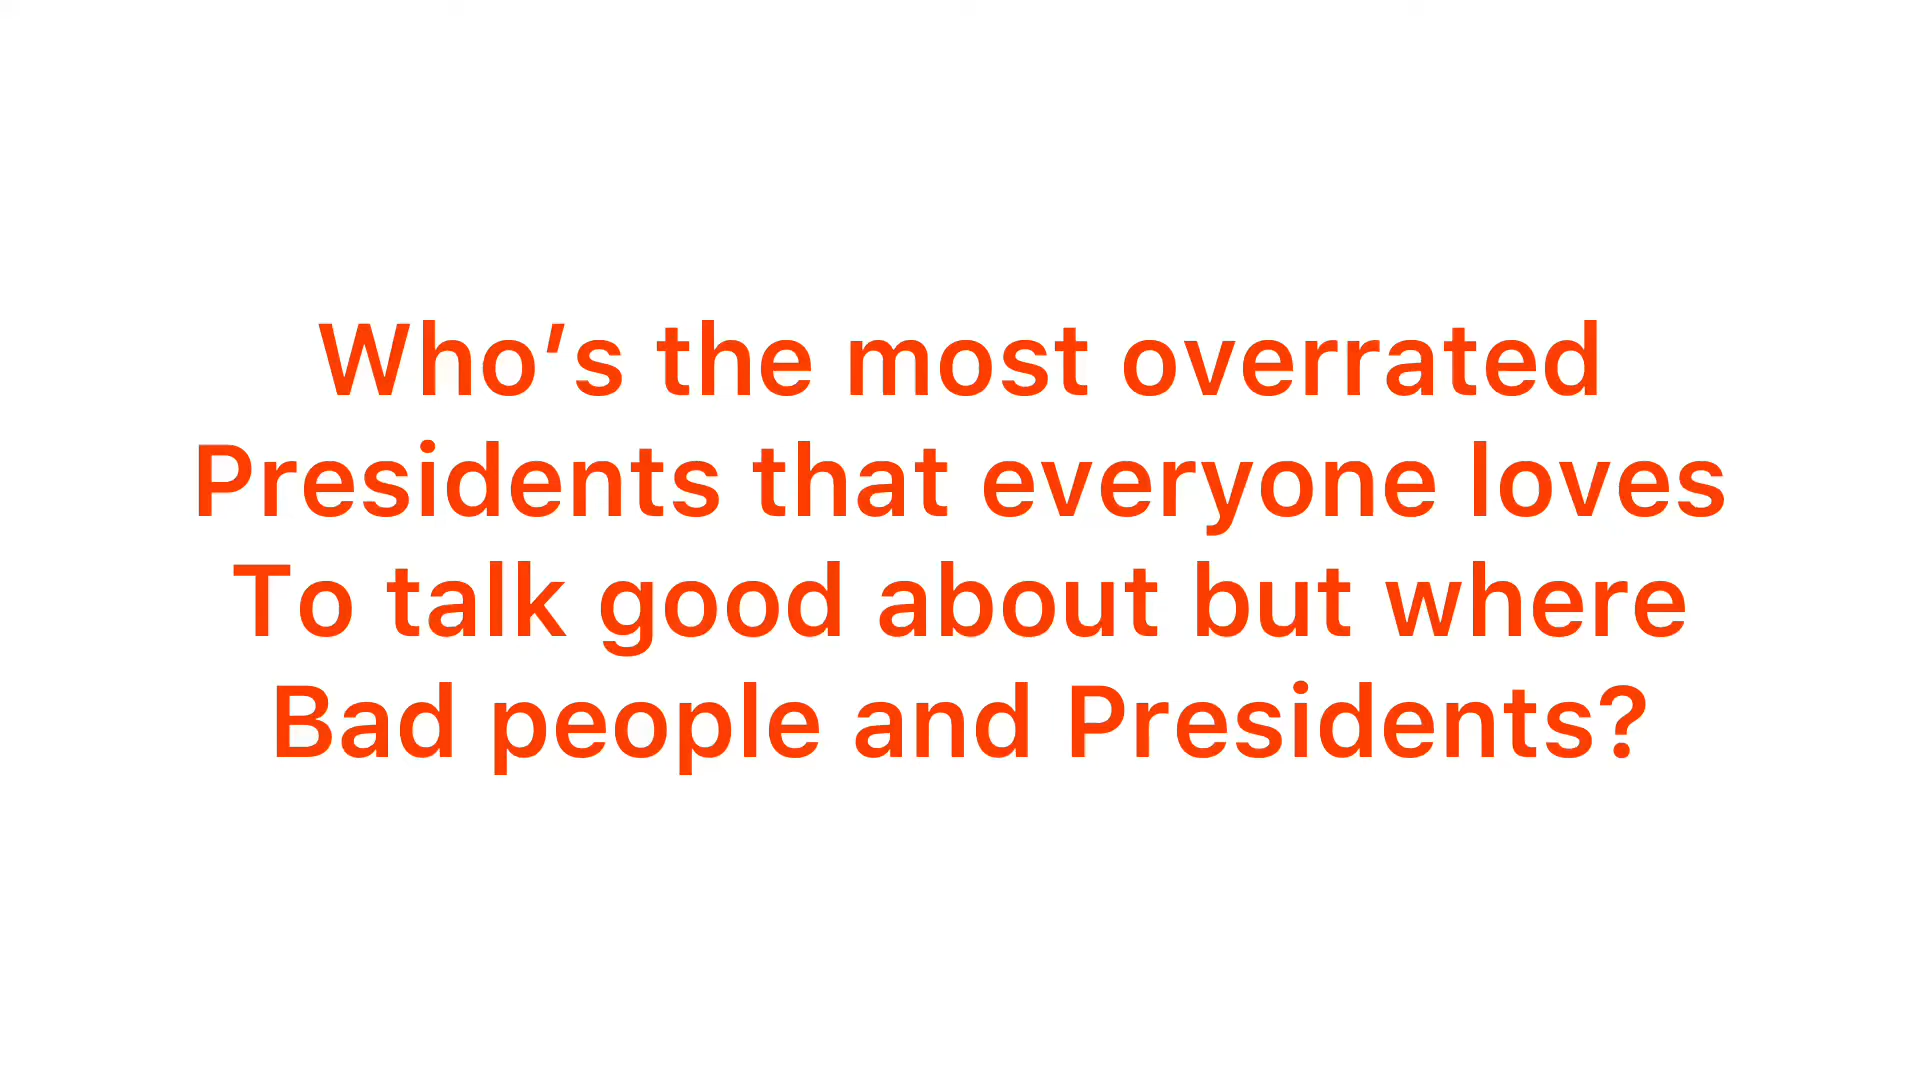 Who’s the most overrated
Presidents that everyone loves
To talk good about but where
Bad people and Presidents?